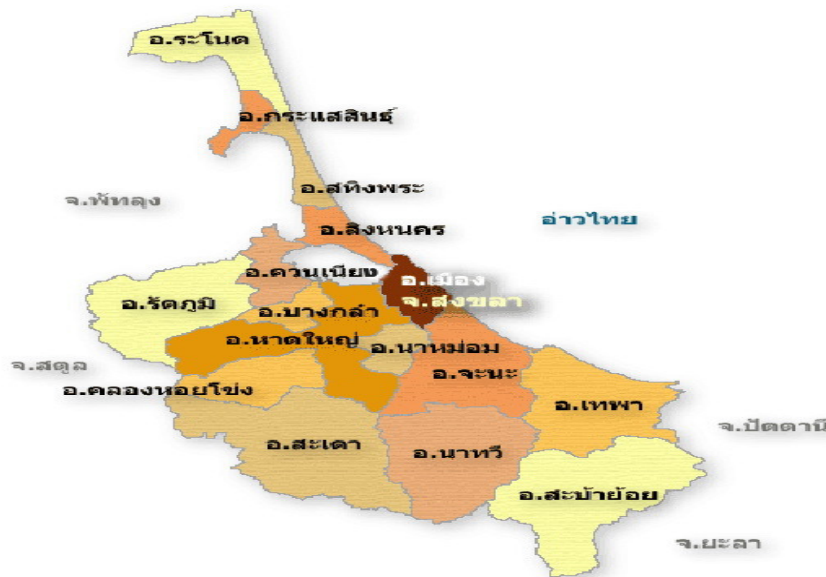 อ.ระโนด
อ.กระแสสินธุ์
อ.สทิงพระ
จ.พัทลุง
อ่าวไทย
อ.สิงหนคร
อ.ควนเนียง
อ.เมือง
จ.สงขลา
อ.รัตภูมิ
อ.บางกล่ำ
อ.หาดใหญ่
อ.นาหม่อม
จ.สตูล
อ.จะนะ
อ.คลองหอยโข่ง
อ.เทพา
จ.ปัตตานี
อ.สะเดา
อ.นาทวี
อ.สะบ้าย้อย
จ.ยะลา